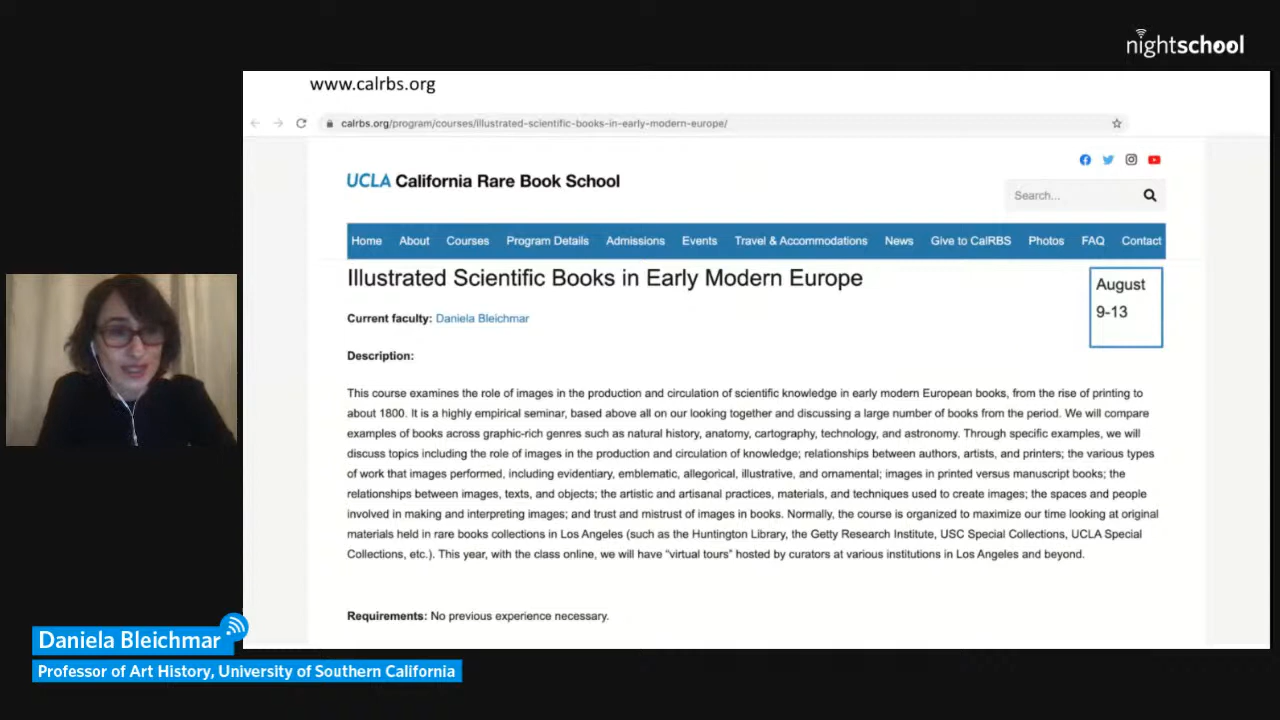 nightschool
www.calrbs.org
calrbs.org/program/courses/illustrated-scientific-books-in-early-modern-europe/
UCLA California Rare Book School
Search...
Home About Courses Program Details Admissions Events Travel & Accommodations News Give to CalRBS Photos FAQ Contact
Illustrated Scientific Books in Early Modern Europe
August
9-13
Current faculty: Daniela Bleichmar
Description:
This course examines the role of images in the production and circulation of scientific knowledge in early modern European books, from the rise of printing to
about 1800. It is a highly empirical seminar, based above all on our looking together and discussing a large number of books from the period. We will compare
examples of books across graphic-rich genres such as natural history, anatomy, cartography, technology, and astronomy. Through specific examples, we will
discuss topics including the role of images in the production and circulation of knowledge; relationships between authors, artists, and printers; the various types
of work that images performed, including evidentiary, emblematic, allegorical, illustrative, and ornamental; images in printed versus manuscript books; the
relationships between images, texts, and objects; the artistic and artisanal practices, materials, and techniques used to create images; the spaces and people
involved in making and interpreting images; and trust and mistrust of images in books. Normally, the course is organized to maximize our time looking at original
materials held in rare books collections in Los Angeles (such as the Huntington Library, the Getty Research Institute, USC Special Collections, UCLA Special
Collections, etc.). This year, with the class online, we will have “virtual tours” hosted by curators at various institutions in Los Angeles and beyond.
Requirements: No previous experience necessary.
Daniela Bleichmar
Professor of Art History, University of Southern California